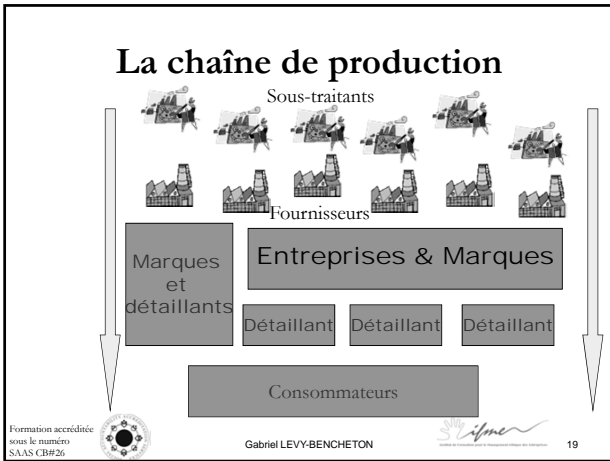 La chaîne de production
Sous-traitants
Fournisseurs
Marques
et
détaillants
Entreprises & Marques
Détaillant
Détaillant
Détaillant
Consommateurs
Formation accréditée
sous le numéro
SAAS CB#26
Gabriel LEVY-BENCHETON
ifme
19